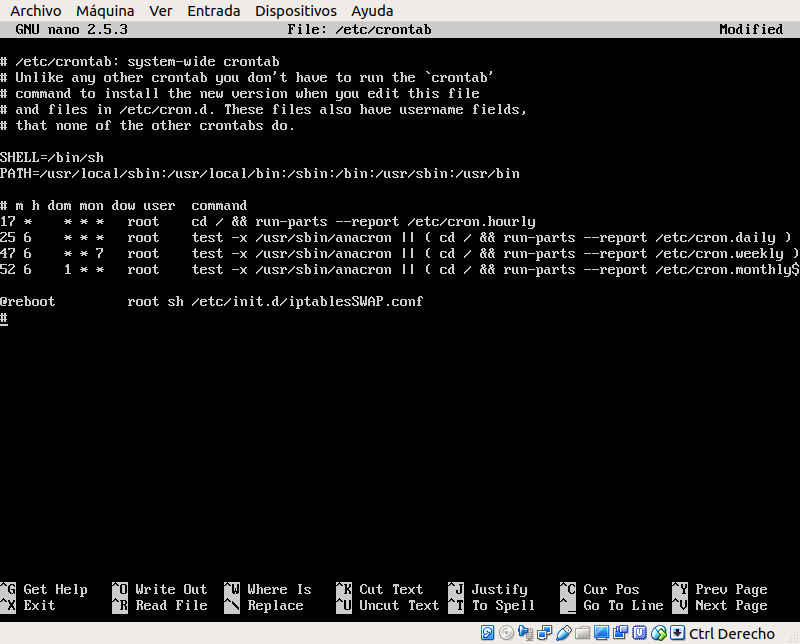 Archivo Máquina Ver Entrada Dispositivos Ayuda
GNU nano 2.5.3 File: /etc/crontab Modified
# /etc/crontab: system-wide crontab
# Unlike any other crontab you don't have to run the `crontab'
# command to install the new version when you edit this file
# and files in /etc/cron.d. These files also have username fields,
# that none of the other crontabs do.
SHELL=/bin/sh
PATH=/usr/local/sbin:/usr/local/bin:/sbin:/bin:/usr/sbin:/usr/bin
# m h dom mon dow user  command
17 *    * * *   root    cd / && run-parts --report /etc/cron.hourly
25 6    * * *   root    test -x /usr/sbin/anacron || ( cd / && run-parts --report /etc/cron.daily )
47 6    * * 7   root    test -x /usr/sbin/anacron || ( cd / && run-parts --report /etc/cron.weekly )
52 6    1 * *   root    test -x /usr/sbin/anacron || ( cd / && run-parts --report /etc/cron.monthly$
@reboot         root sh /etc/init.d/iptablesSWAP.conf
#
^G Get Help ^O Write Out ^W Where Is ^K Cut Text ^J Justify ^C Cur Pos ^Y Prev Page
^X Exit ^R Read File ^\ Replace ^U Uncut Text ^T To Spell ^_ Go To Line ^V Next Page
Ctrl Derecho